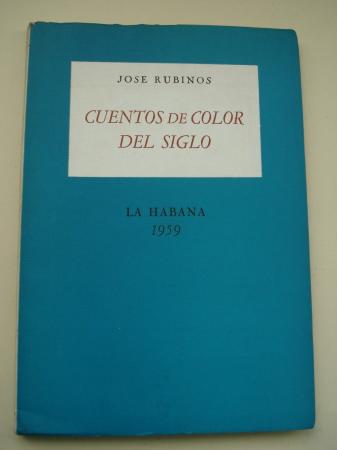 JOSE RUBINOS
CUENTOS DE COLOR
DEL SIGLO
LA HABANA
1959